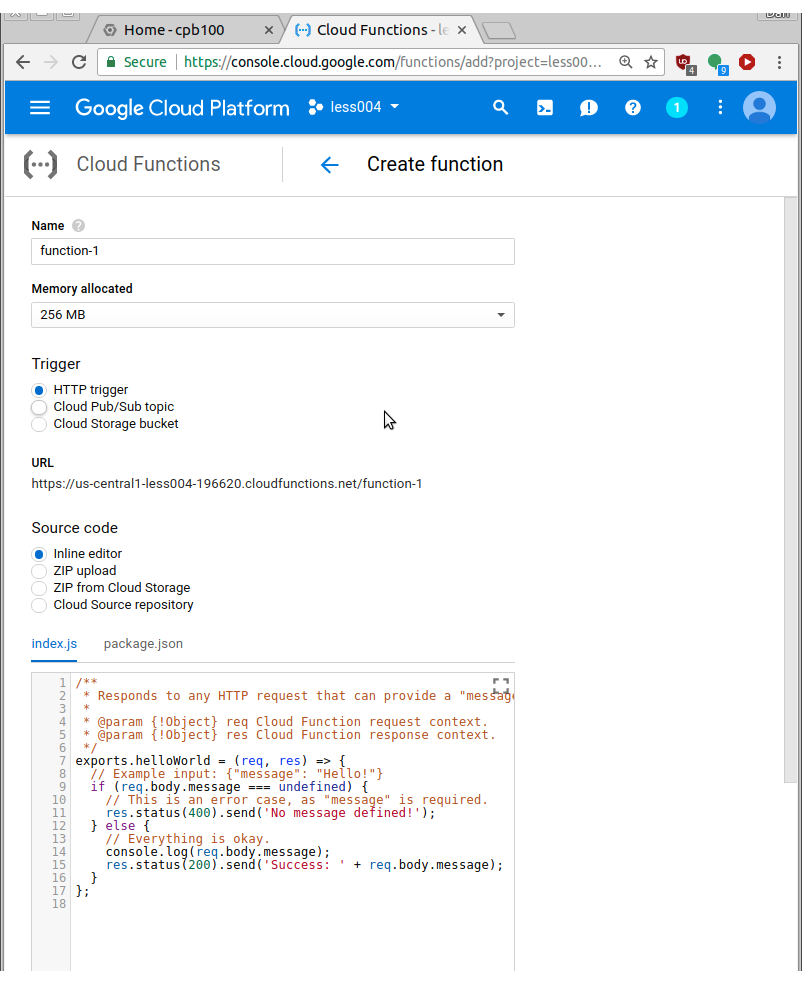 Home - cpb100
Cloud Functions - le
Secure
https://console.cloud.google.com/functions/add?project=less00...
4
9
Google Cloud Platform
less004
1
Cloud Functions
Create function
Name
function-1
Memory allocated
256 MB
Trigger
HTTP trigger
Cloud Pub/Sub topic
Cloud Storage bucket
URL
https://us-central1-less004-196620.cloudfunctions.net/function-1
Source code
Inline editor
ZIP upload
ZIP from Cloud Storage
Cloud Source repository
index.js package.json
1 /**
2 * Responds to any HTTP request that can provide a "message
3 *
4 * @param {!Object} req Cloud Function request context.
5 * @param {!Object} res Cloud Function response context.
6 */
7 exports.helloWorld = (req, res) => {
8 // Example input: {"message": "Hello!"}
9 if (req.body.message === undefined) {
10 // This is an error case, as "message" is required.
11 res.status(400).send('No message defined!');
12 } else {
13 // Everything is okay.
14 console.log(req.body.message);
15 res.status(200).send('Success: ' + req.body.message);
16 }
17 };
18